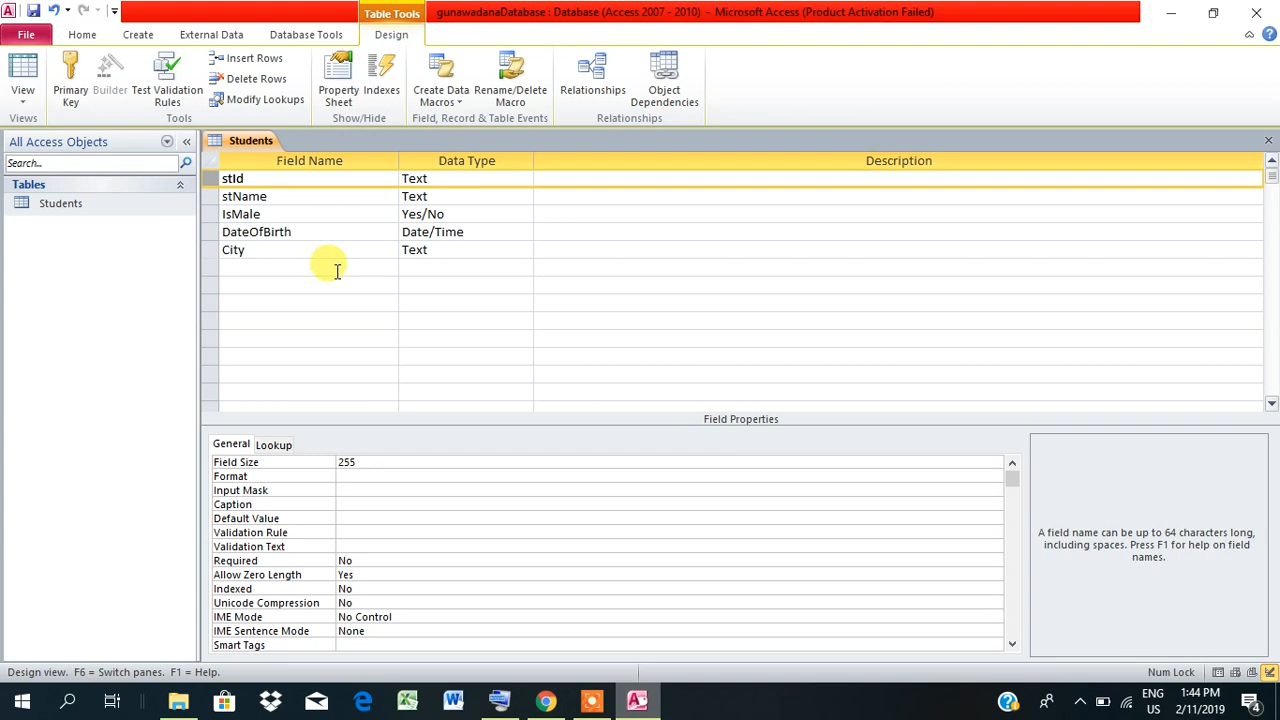 Table Tools
gunawadanaDatabase : Database (Access 2007 - 2010) - Microsoft Access (Product Activation Failed)
File Home Create External Data Database Tools Design
View
Primary Key
Builder
Test Validation Rules
Insert Rows
Delete Rows
Modify Lookups
Property Sheet
Indexes
Create Data Macros
Rename/Delete Macro
Relationships
Object Dependencies
Views Tools Show/Hide Field, Record & Table Events Relationships
All Access Objects
Search...
Tables
Students
Students
Field Name Data Type Description
stId Text
stName Text
IsMale Yes/No
DateOfBirth Date/Time
City Text
Field Properties
General Lookup
Field Size 255
Format
Input Mask
Caption
Default Value
Validation Rule
Validation Text
Required No
Allow Zero Length Yes
Indexed No
Unicode Compression No
IME Mode No Control
IME Sentence Mode None
Smart Tags
A field name can be up to 64 characters long,
including spaces. Press F1 for help on field
names.
Design view. F6 = Switch panes. F1 = Help.
Num Lock
ENG
US
1:44 PM
2/11/2019
4